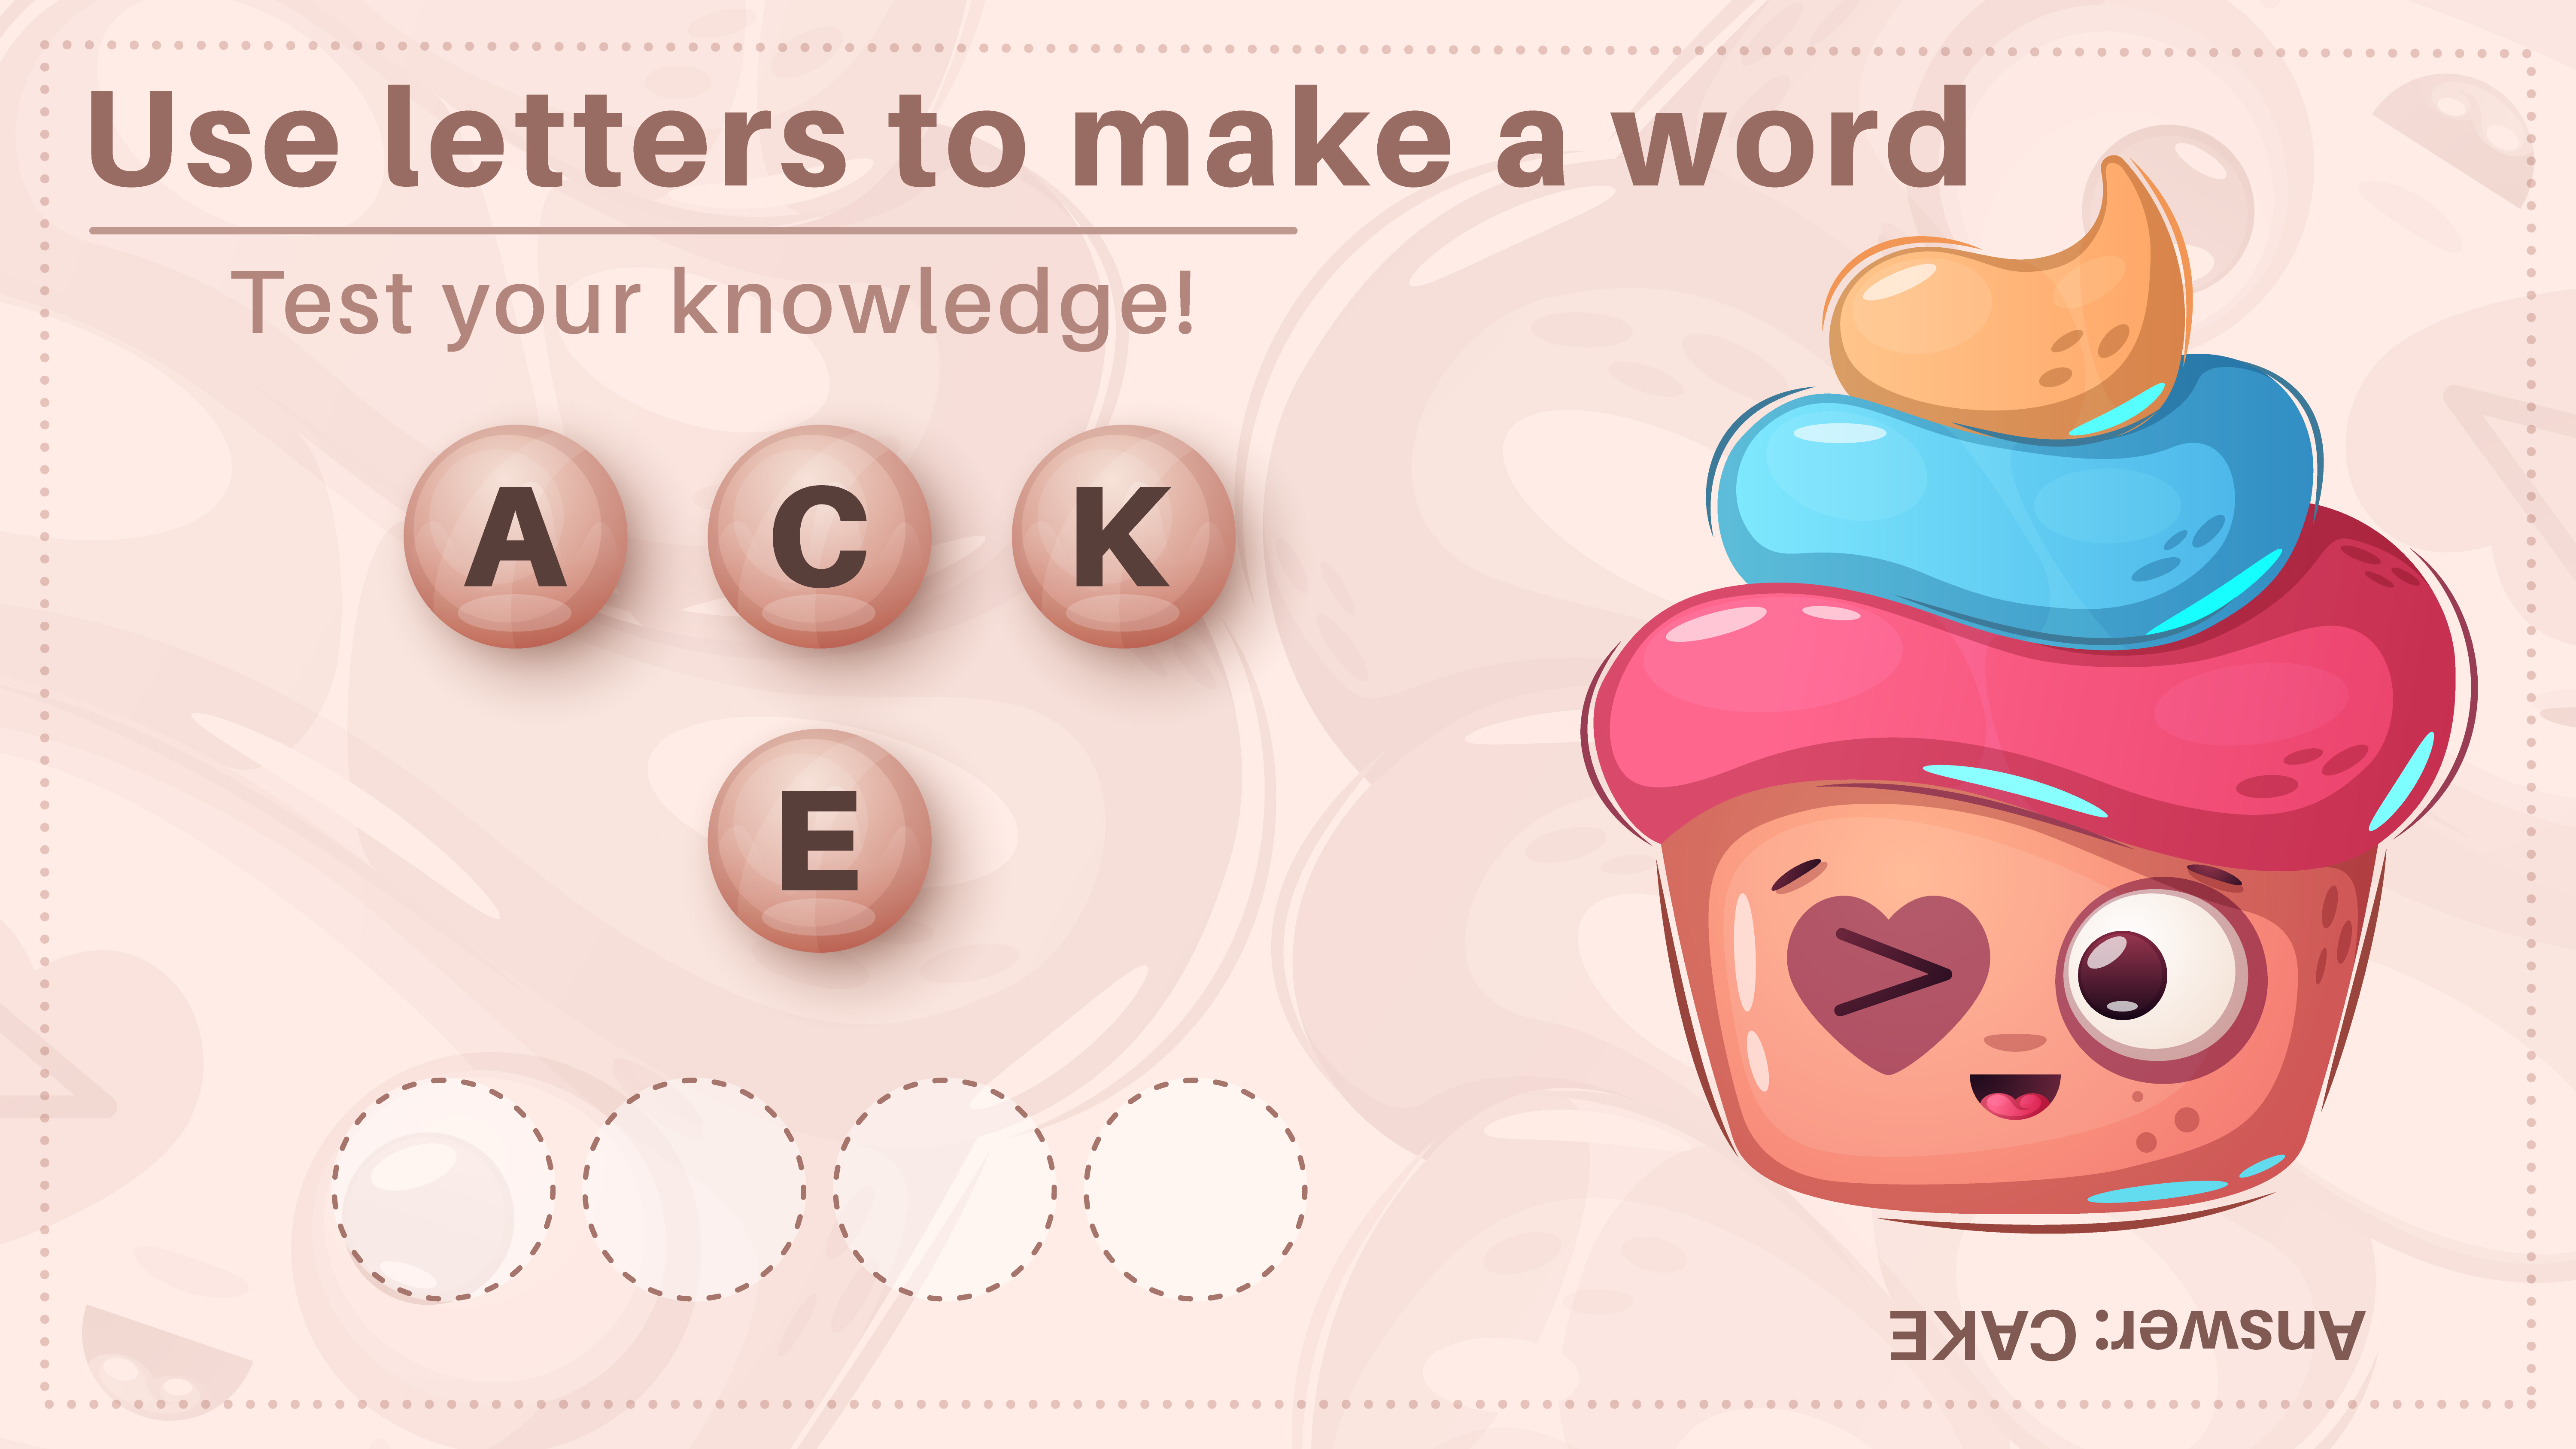 Use letters to make a word
Test your knowledge!
A C K
E
Answer: CAKE